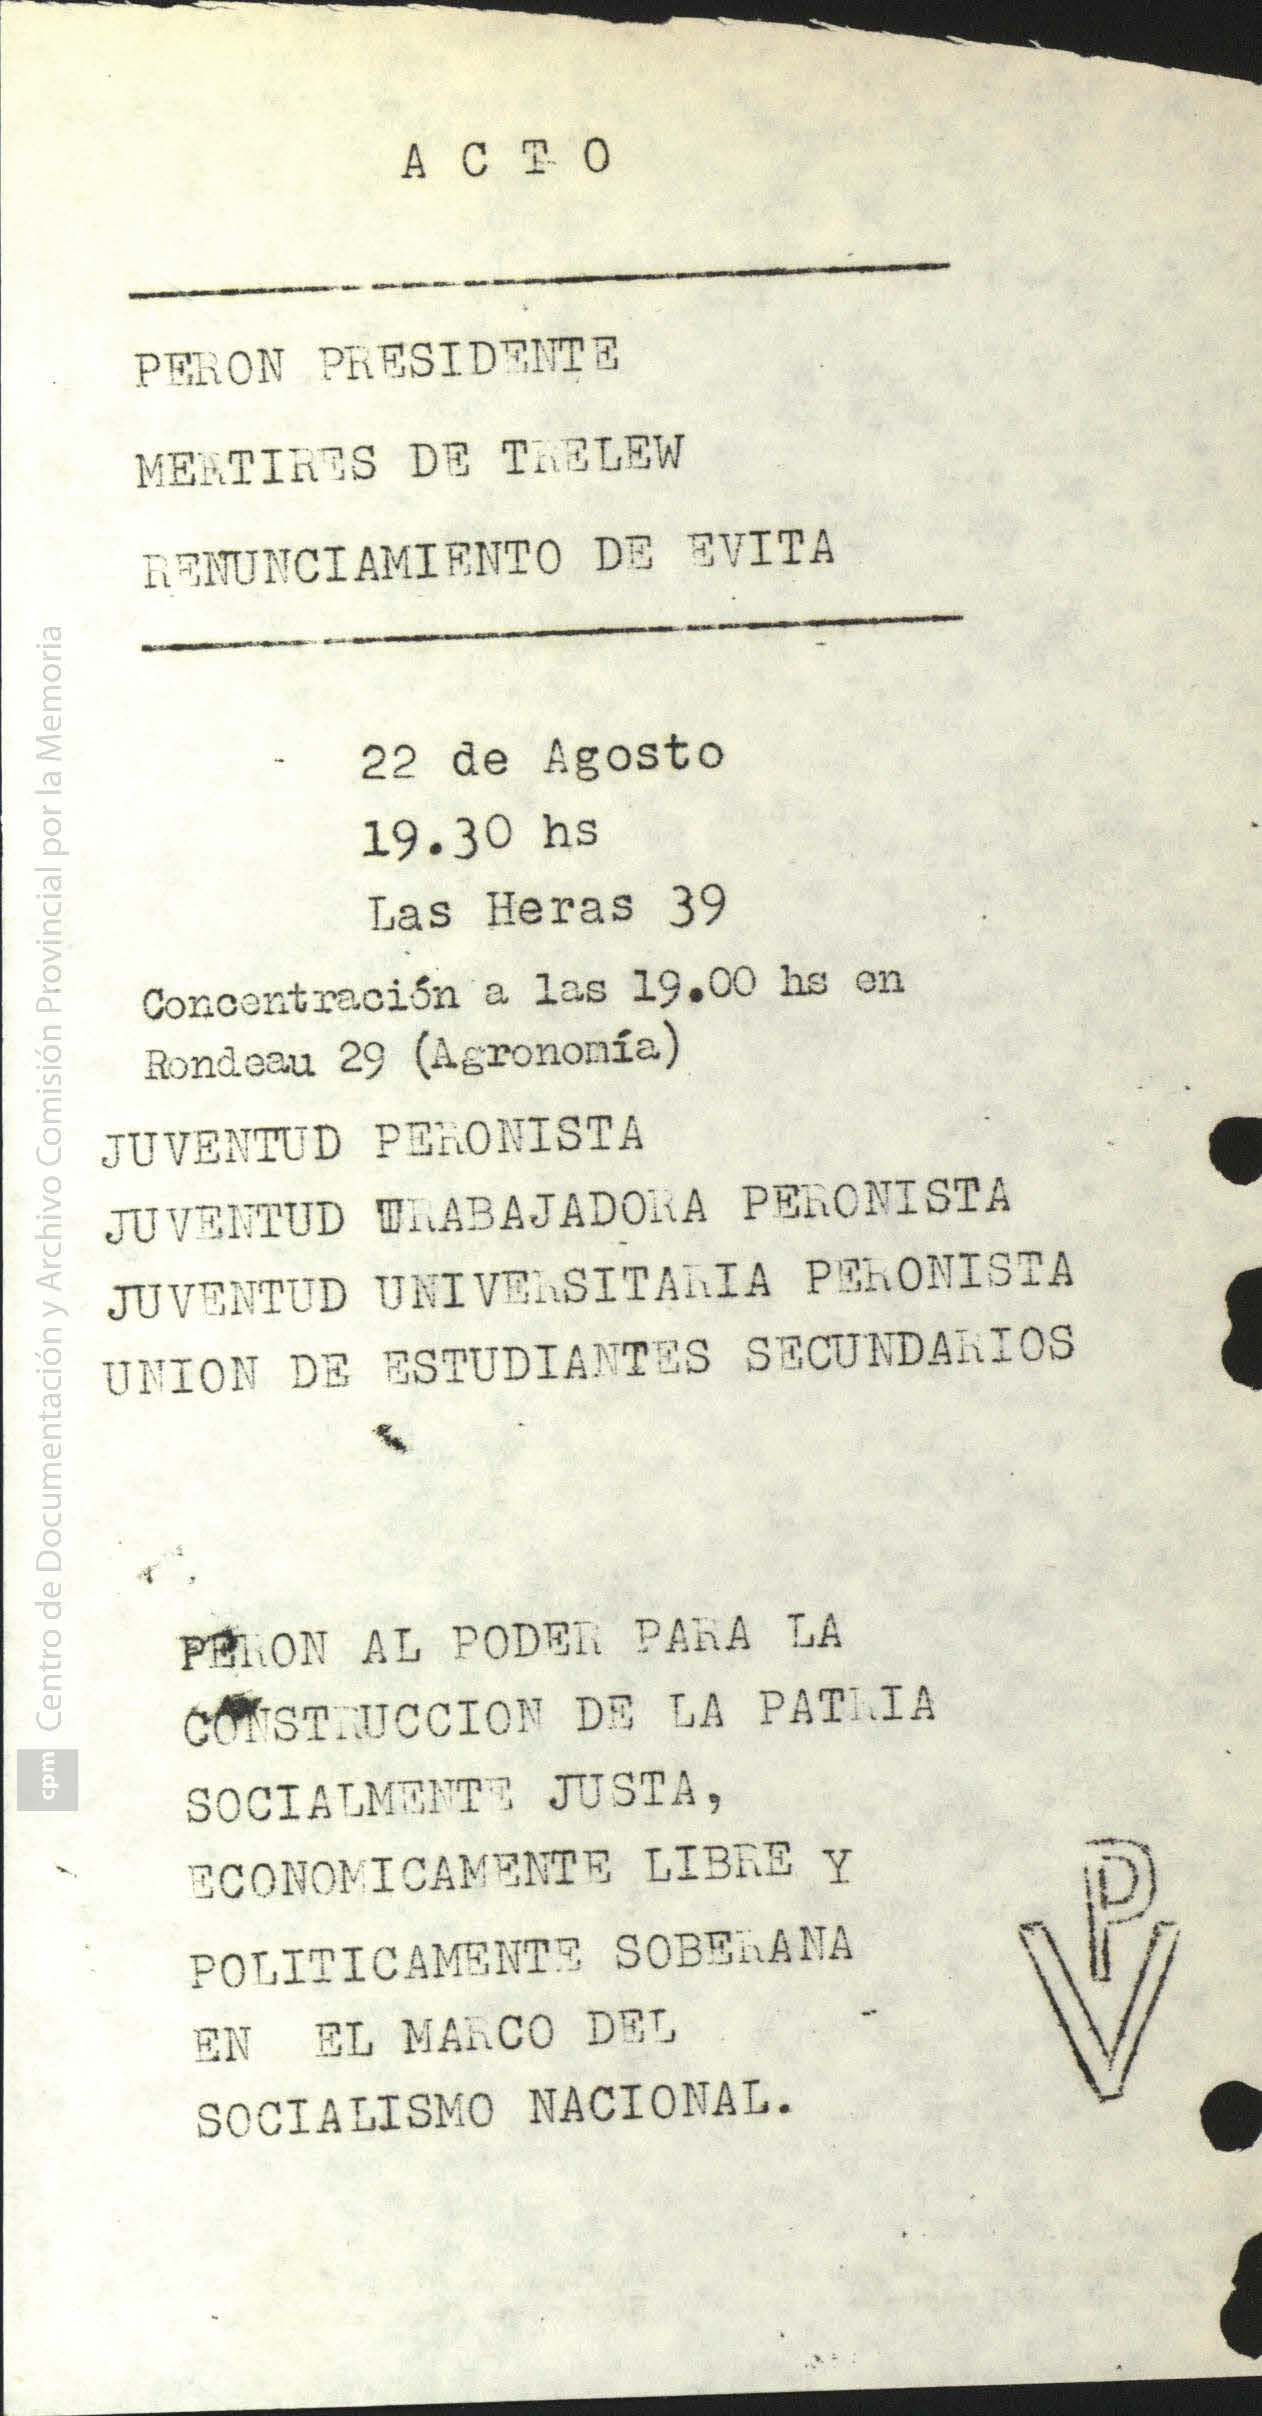 A C T O
PERON PRESIDENTE
MERTIRES DE TRELEW
RENUNCIAMIENTO DE EVITA
22 de Agosto
19.30 hs
Las Heras 39
Concentración a las 19.00 hs en
Rondeau 29 (Agronomía)
JUVENTUD PERONISTA
JUVENTUD TRABAJADORA PERONISTA
JUVENTUD UNIVERSITARIA PERONISTA
UNION DE ESTUDIANTES SECUNDARIOS
PERON AL PODER PARA LA
CONSTRUCCION DE LA PATRIA
SOCIALMENTE JUSTA,
ECONOMICAMENTE LIBRE Y
POLITICAMENTE SOBERANA
EN EL MARCO DEL
SOCIALISMO NACIONAL.
PV
cpm Centro de Documentación y Archivo Comisión Provincial por la Memoria